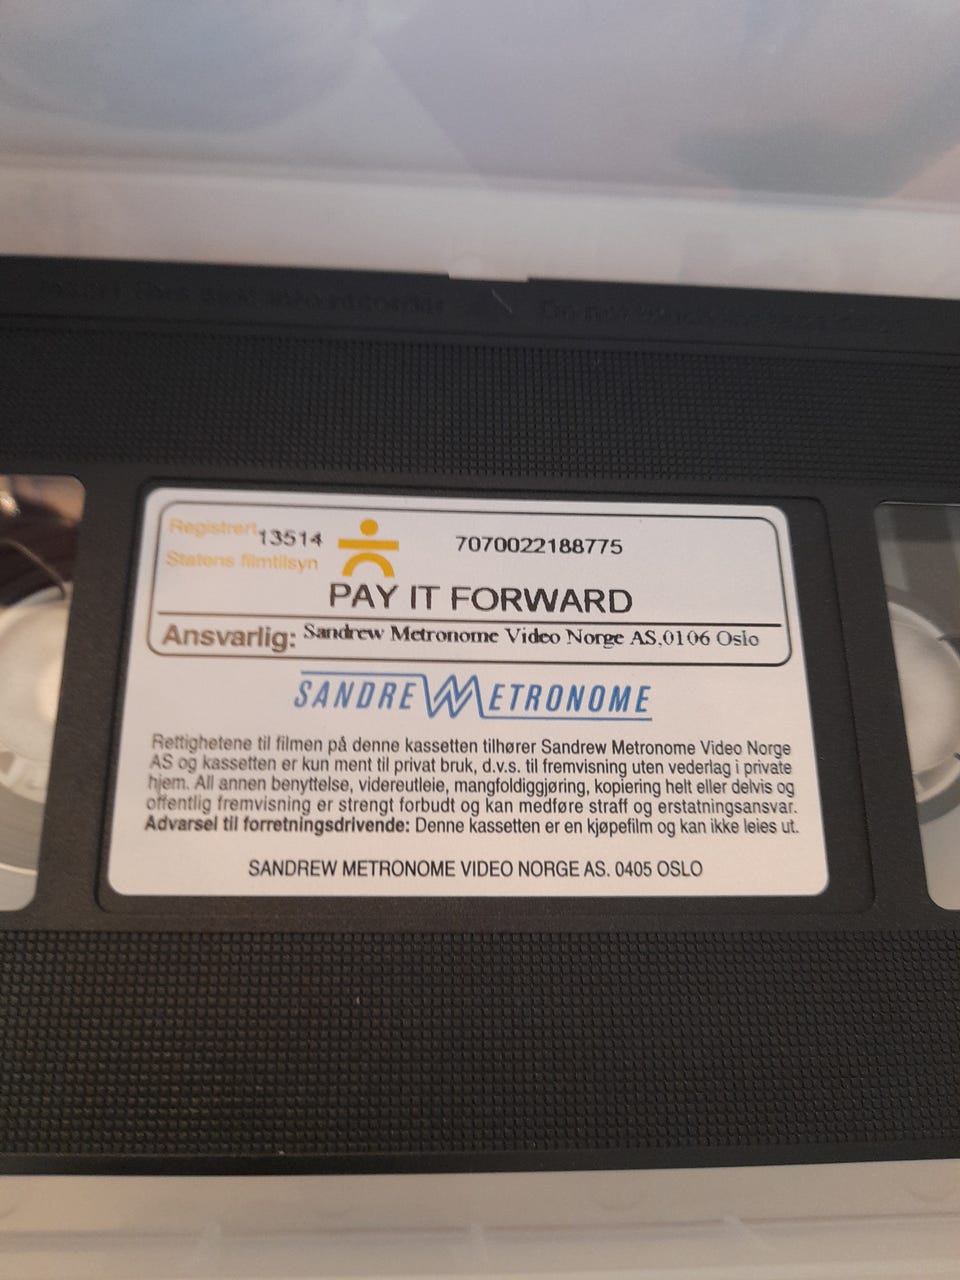 Registrert 13514
7070022188775
Statens filmtilsyn
PAY IT FORWARD
Ansvarlig: Sandrew Metronome Video Norge AS,0106 Oslo
SANDREWMETRONOME
Rettighetene til filmen på denne kassetten tilhører Sandrew Metronome Video Norge
AS og kassetten er kun ment til privat bruk, d.v.s. til fremvisning uten vederlag i private
hjem. All annen benyttelse, videreutleie, mangfoldiggjøring, kopiering helt eller delvis og
offentlig fremvisning er strengt forbudt og kan medføre straff og erstatningsansvar.
Advarsel til forretningsdrivende: Denne kassetten er en kjøpefilm og kan ikke leies ut.
SANDREW METRONOME VIDEO NORGE AS. 0405 OSLO